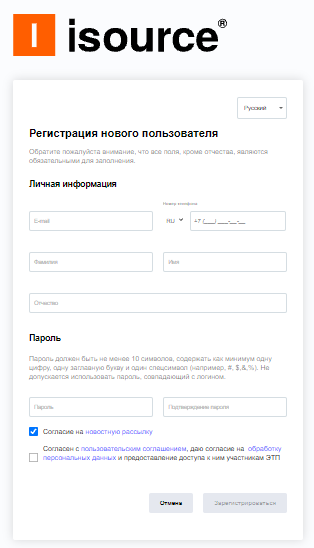 isource®
Русский
Регистрация нового пользователя
Обратите пожалуйста внимание, что все поля, кроме отчества, являются
обязательными для заполнения.
Личная информация
Номер телефона
E-mail
RU
+7 (___) ___-__-__
Фамилия
Имя
Отчество
Пароль
Пароль должен быть не менее 10 символов, содержать как минимум одну
цифру, одну заглавную букву и один спецсимвол (например, #, $,&,%). Не
допускается использовать пароль, совпадающий с логином.
Пароль
Подтверждение пароля
Согласие на новостную рассылку
Согласен с пользовательским соглашением, даю согласие на обработку
персональных данных и предоставление доступа к ним участникам ЭТП
Отмена
Зарегистрироваться